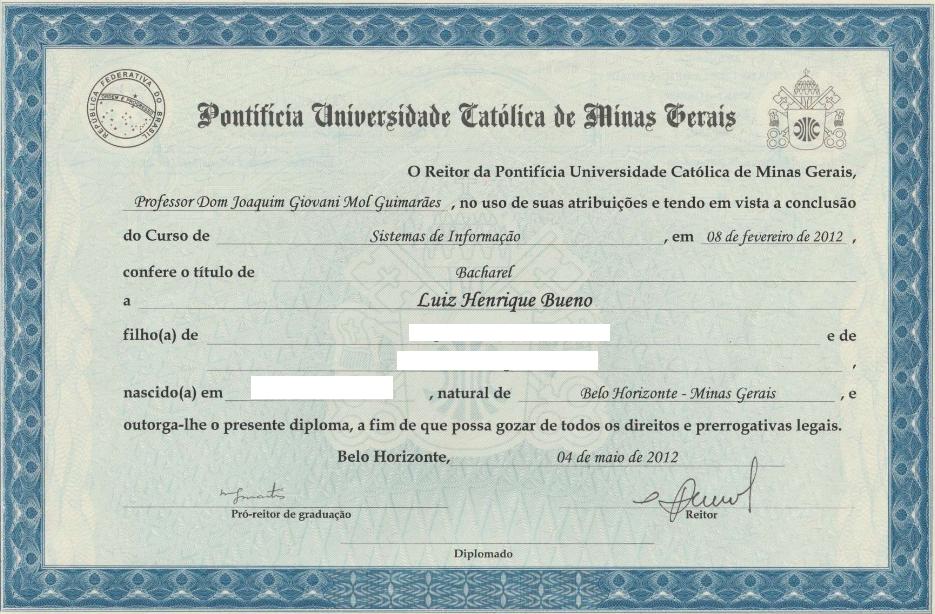 REPÚBLICA FEDERATIVA DO BRASIL
ORDEM E PROGRESSO
Pontifícia Universidade Católica de Minas Gerais
O Reitor da Pontifícia Universidade Católica de Minas Gerais,
Professor Dom Joaquim Giovani Mol Guimarães , no uso de suas atribuições e tendo em vista a conclusão
do Curso de Sistemas de Informação , em 08 de fevereiro de 2012 ,
confere o título de Bacharel
a Luiz Henrique Bueno
filho(a) de e de
,
nascido(a) em , natural de Belo Horizonte - Minas Gerais , e
outorga-lhe o presente diploma, a fim de que possa gozar de todos os direitos e prerrogativas legais.
Belo Horizonte, 04 de maio de 2012
Pró-reitor de graduação
Reitor
Diplomado